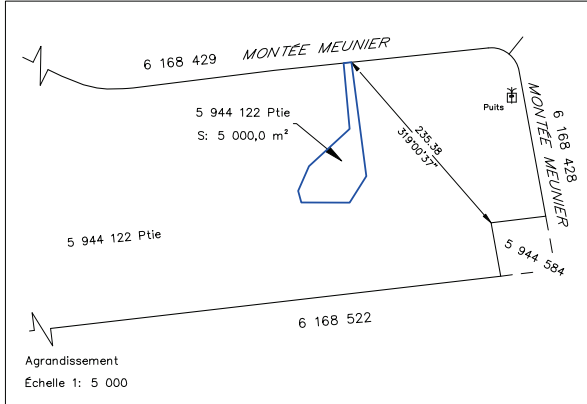 6 168 429
MONTÉE MEUNIER
5 944 122 Ptie
S: 5 000,0 m²
Puits
6 168 428
MONTÉE MEUNIER
235.38
319°00'37"
5 944 122 Ptie
5 944 584
6 168 522
Agrandissement
Échelle 1: 5 000